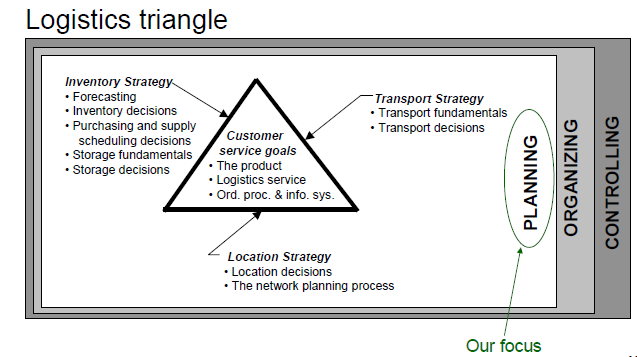 Logistics triangle
Inventory Strategy
• Forecasting
• Inventory decisions
• Purchasing and supply
scheduling decisions
• Storage fundamentals
• Storage decisions
Customer
service goals
• The product
• Logistics service
• Ord. proc. & info. sys.
Transport Strategy
• Transport fundamentals
• Transport decisions
Location Strategy
• Location decisions
• The network planning process
PLANNING
ORGANIZING
CONTROLLING
Our focus